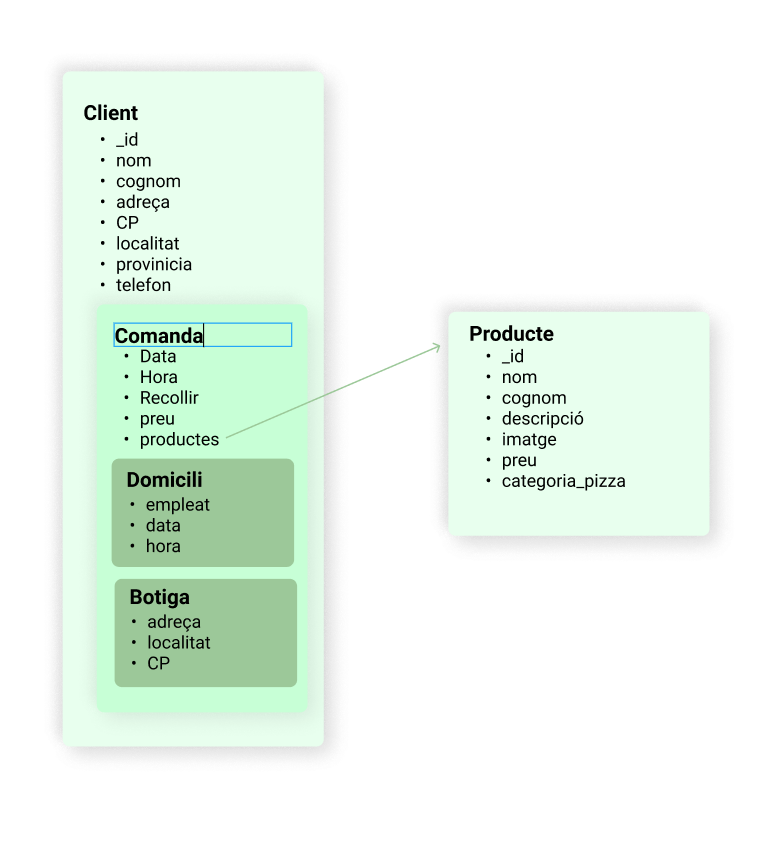 Client
• _id
• nom
• cognom
• adreça
• CP
• localitat
• provinicia
• telefon
Comanda
• Data
• Hora
• Recollir
• preu
• productes
Domicili
• empleat
• data
• hora
Botiga
• adreça
• localitat
• CP
Producte
• _id
• nom
• cognom
• descripció
• imatge
• preu
• categoria_pizza